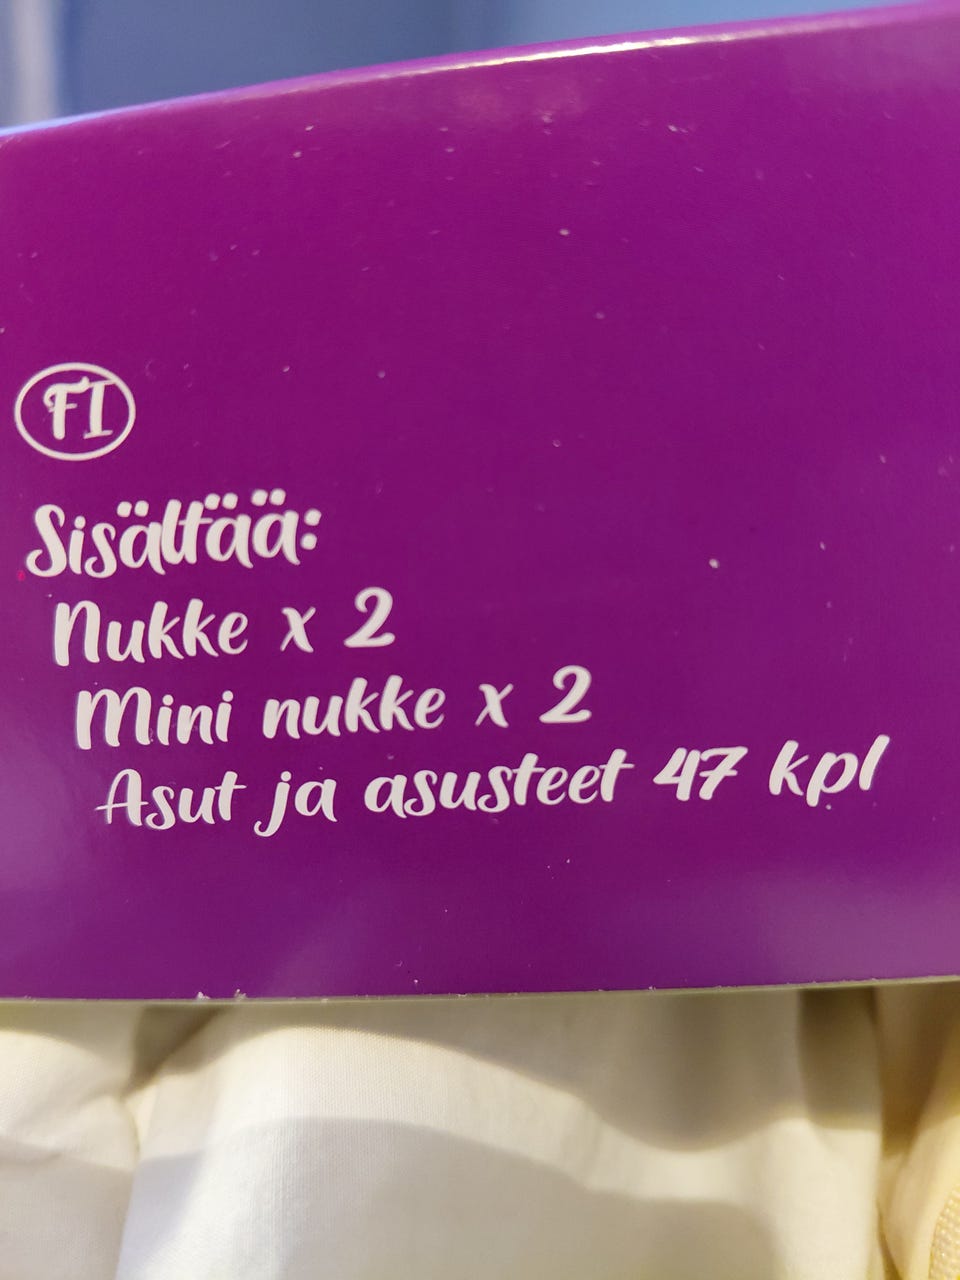 FI
Sisältää:
Nukke x 2
Mini nukke x 2
Asut ja asusteet 47 kpl